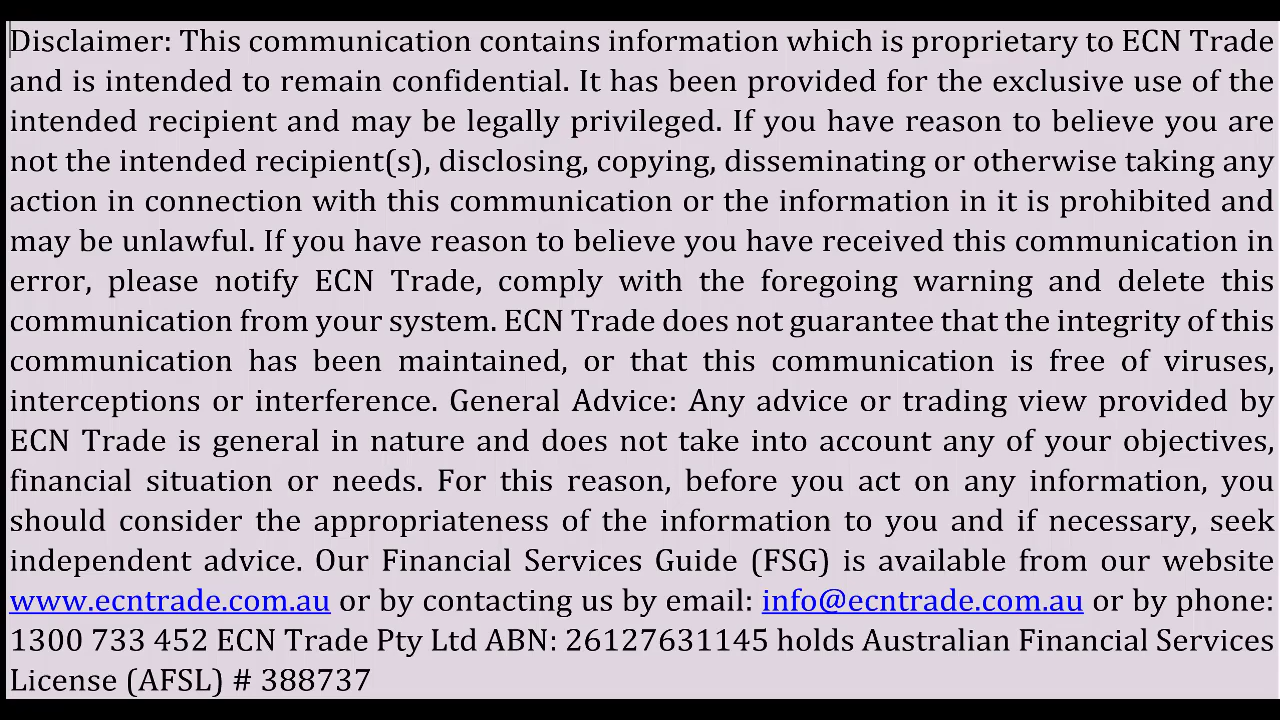 Disclaimer: This communication contains information which is proprietary to ECN Trade
and is intended to remain confidential. It has been provided for the exclusive use of the
intended recipient and may be legally privileged. If you have reason to believe you are
not the intended recipient(s), disclosing, copying, disseminating or otherwise taking any
action in connection with this communication or the information in it is prohibited and
may be unlawful. If you have reason to believe you have received this communication in
error, please notify ECN Trade, comply with the foregoing warning and delete this
communication from your system. ECN Trade does not guarantee that the integrity of this
communication has been maintained, or that this communication is free of viruses,
interceptions or interference. General Advice: Any advice or trading view provided by
ECN Trade is general in nature and does not take into account any of your objectives,
financial situation or needs. For this reason, before you act on any information, you
should consider the appropriateness of the information to you and if necessary, seek
independent advice. Our Financial Services Guide (FSG) is available from our website
www.ecntrade.com.au or by contacting us by email: info@ecntrade.com.au or by phone:
1300 733 452 ECN Trade Pty Ltd ABN: 26127631145 holds Australian Financial Services
License (AFSL) # 388737